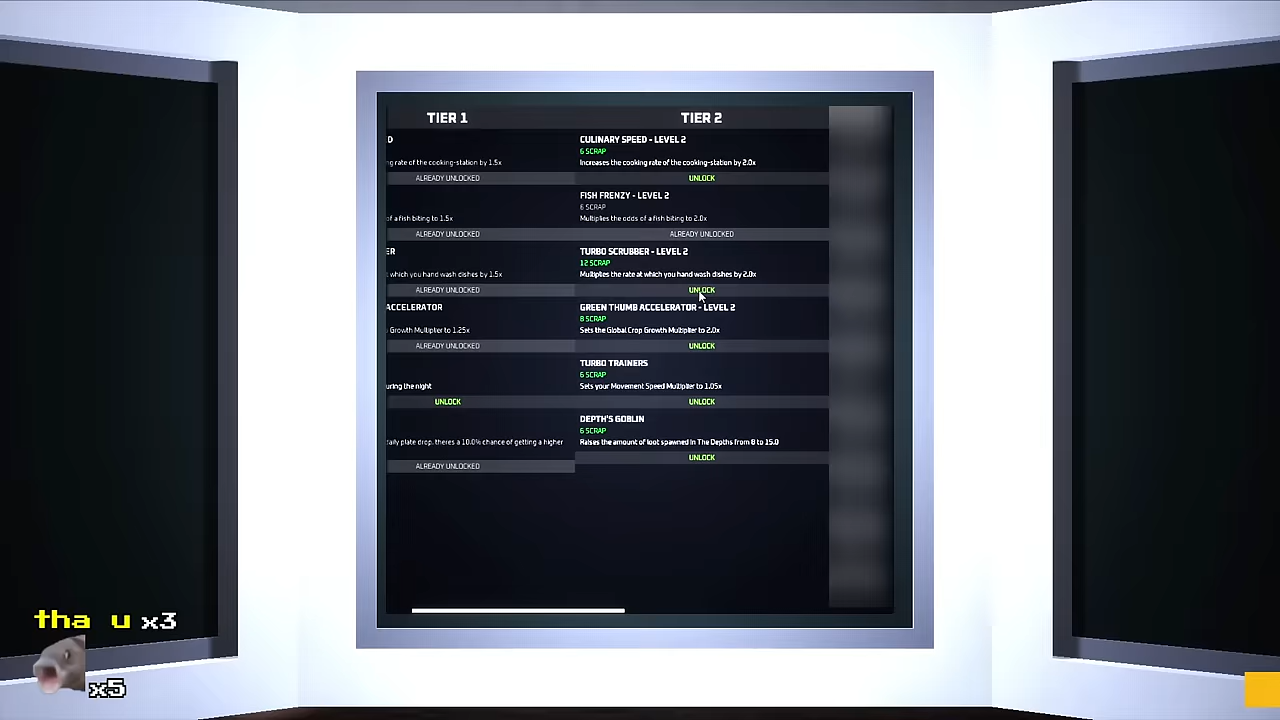 TIER 1
TIER 2
D
g rate of the cooking-station by 1.5x
ALREADY UNLOCKED
CULINARY SPEED - LEVEL 2
6 SCRAP
Increases the cooking rate of the cooking-station by 2.0x
UNLOCK
of a fish biting to 1.5x
ALREADY UNLOCKED
FISH FRENZY - LEVEL 2
6 SCRAP
Multiplies the odds of a fish biting to 2.0x
ALREADY UNLOCKED
ER
which you hand wash dishes by 1.5x
ALREADY UNLOCKED
TURBO SCRUBBER - LEVEL 2
12 SCRAP
Multiples the rate at which you hand wash dishes by 2.0x
UNLOCK
ACCELERATOR
Growth Multiplier to 1.25x
ALREADY UNLOCKED
GREEN THUMB ACCELERATOR - LEVEL 2
8 SCRAP
Sets the Global Crop Growth Multiplier to 2.0x
UNLOCK
uring the night
UNLOCK
TURBO TRAINERS
6 SCRAP
Sets your Movement Speed Multiplier to 1.05x
UNLOCK
aily plate drop, theres a 10.0% chance of getting a higher
ALREADY UNLOCKED
DEPTH'S GOBLIN
6 SCRAP
Raises the amount of loot spawned in The Depths from 8 to 15.0
UNLOCK
tha u x3
x5